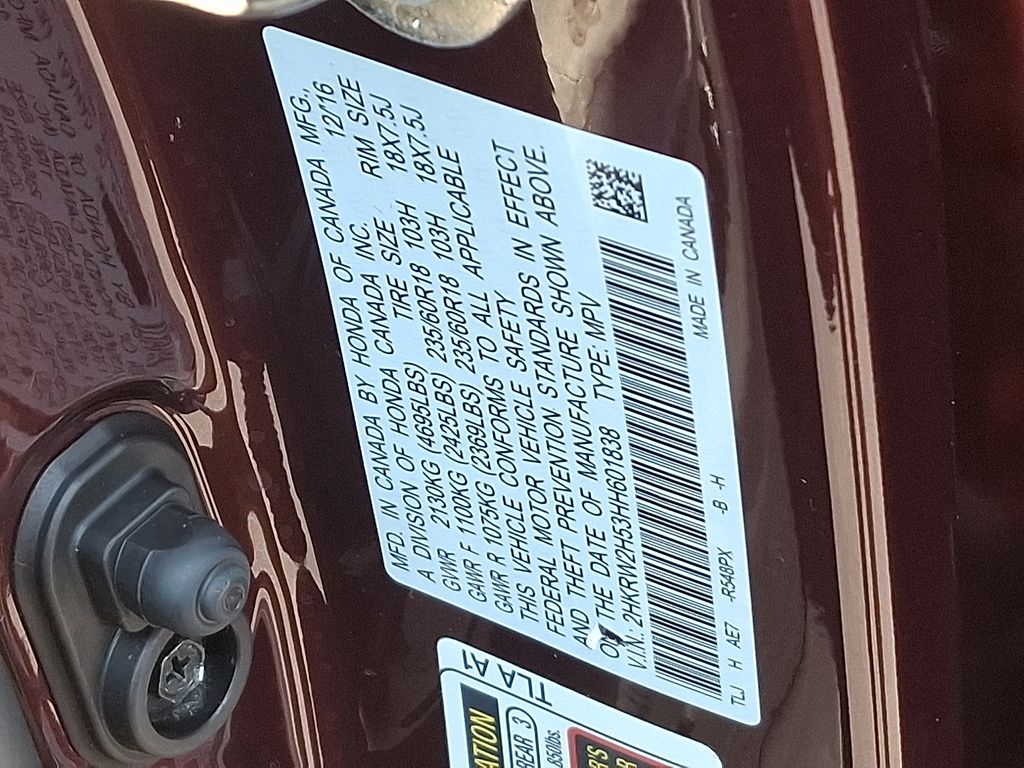 MFD. IN CANADA BY HONDA OF CANADA MFG.,
A DIVISION OF HONDA CANADA INC. 12/16
GVWR 2130KG (4695LBS) TIRE SIZE RIM SIZE
GAWR F 1100KG (2425LBS) 235/60R18 103H 18X7.5J
GAWR R 1075KG (2369LBS) 235/60R18 103H 18X7.5J
THIS VEHICLE CONFORMS TO ALL APPLICABLE
FEDERAL MOTOR VEHICLE SAFETY
AND THEFT PREVENTION STANDARDS IN EFFECT
ON THE DATE OF MANUFACTURE SHOWN ABOVE.
V.I.N.: 2HKRW2H53HH601838 TYPE: MPV
TLJ H AE7 -R548PX -B -H MADE IN CANADA
TLA A1
REAR 3